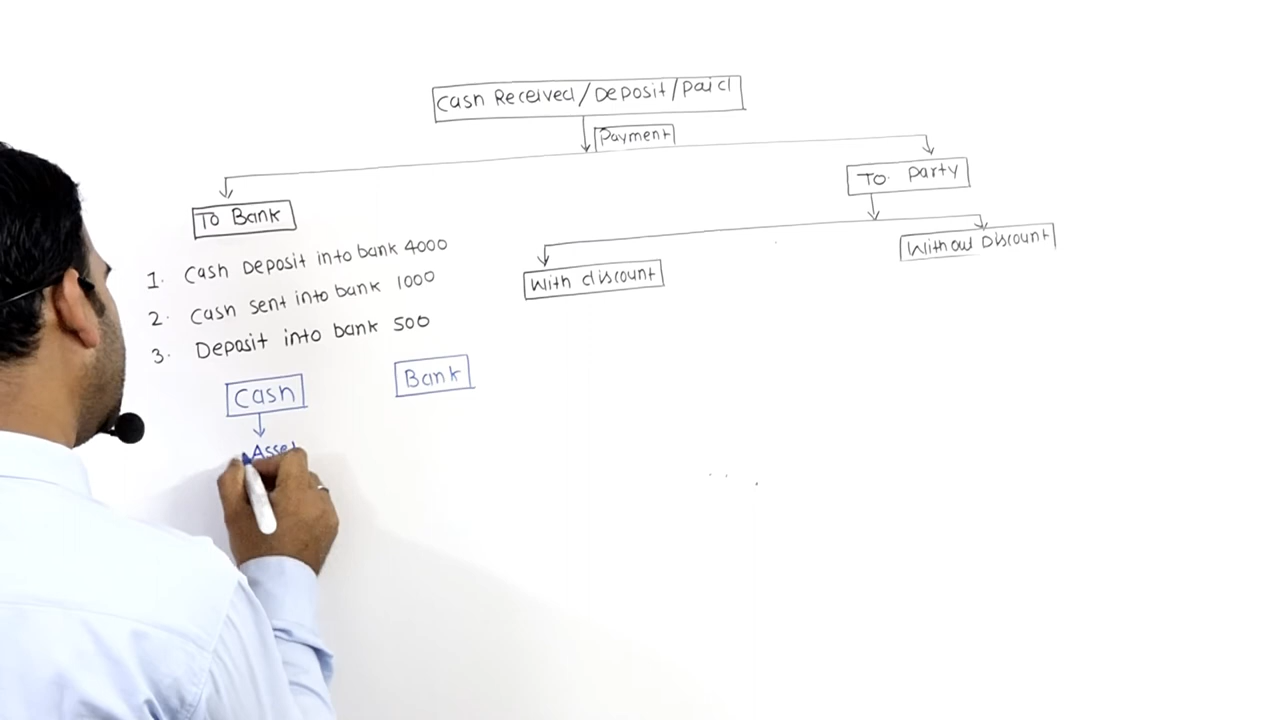 Cash Received/Deposit/paid
Payment
To Bank
To Party
1. Cash Deposit into bank 4000
2. Cash sent into bank 1000
3. Deposit into bank 500
With discount
Without Discount
Cash
Bank
Asset